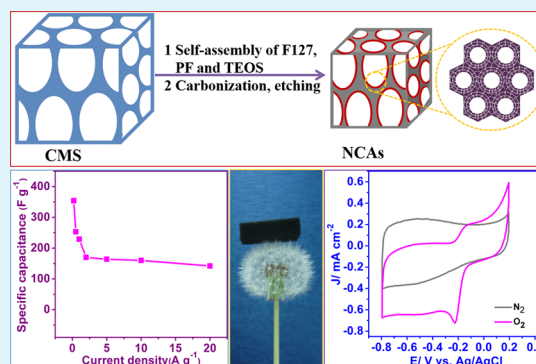 1 Self-assembly of F127,
PF and TEOS
2 Carbonization, etching
CMS
NCAs
Specific capacitance (F g⁻¹)
400
300
200
100
0
0 5 10 15 20
Current density(A g⁻¹)
J/ mA cm⁻²
0.6
0.4
0.2
0.0
-0.2
-0.4
-0.6
-0.8
N₂
O₂
-0.8 -0.6 -0.4 -0.2 0.0 0.2 0.4
E/ V vs. Ag/AgCl